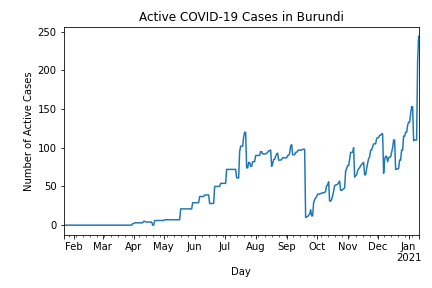 Active COVID-19 Cases in Burundi
Number of Active Cases
250
200
150
100
50
0
Feb Mar Apr May Jun Jul Aug Sep Oct Nov Dec Jan
2021
Day